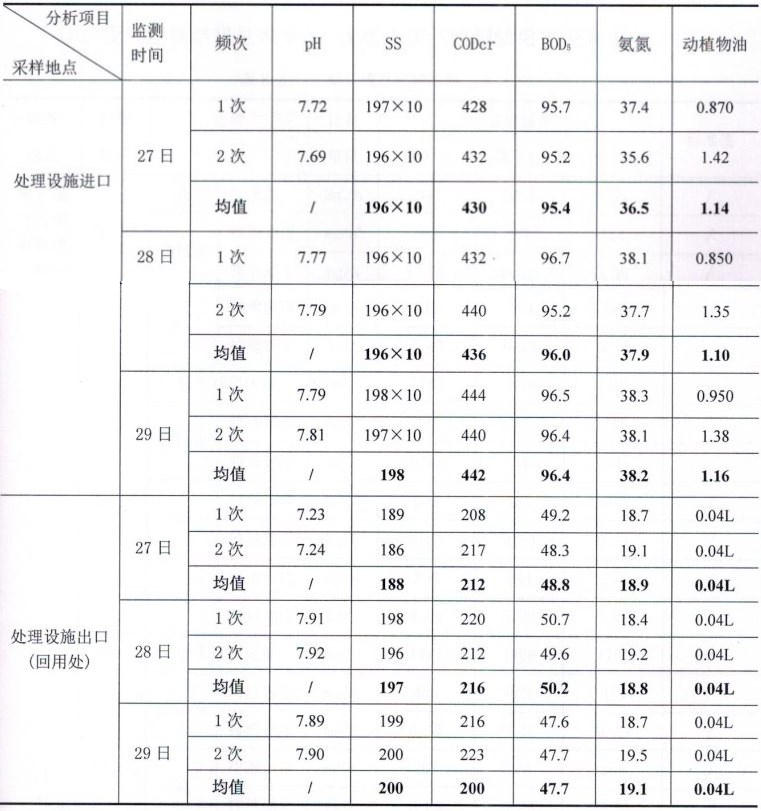 分析项目 监测时间 频次 pH SS CODcr BOD₅ 氨氮 动植物油
采样地点
处理设施进口 27日 1次 7.72 197×10 428 95.7 37.4 0.870
2次 7.69 196×10 432 95.2 35.6 1.42
均值 / 196×10 430 95.4 36.5 1.14
28日 1次 7.77 196×10 432 96.7 38.1 0.850
2次 7.79 196×10 440 95.2 37.7 1.35
均值 / 196×10 436 96.0 37.9 1.10
29日 1次 7.79 198×10 444 96.5 38.3 0.950
2次 7.81 197×10 440 96.4 38.1 1.38
均值 / 198 442 96.4 38.2 1.16
处理设施出口(回用处) 27日 1次 7.23 189 208 49.2 18.7 0.04L
2次 7.24 186 217 48.3 19.1 0.04L
均值 / 188 212 48.8 18.9 0.04L
28日 1次 7.91 198 220 50.7 18.4 0.04L
2次 7.92 196 212 49.6 19.2 0.04L
均值 / 197 216 50.2 18.8 0.04L
29日 1次 7.89 199 216 47.6 18.7 0.04L
2次 7.90 200 223 47.7 19.5 0.04L
均值 / 200 200 47.7 19.1 0.04L